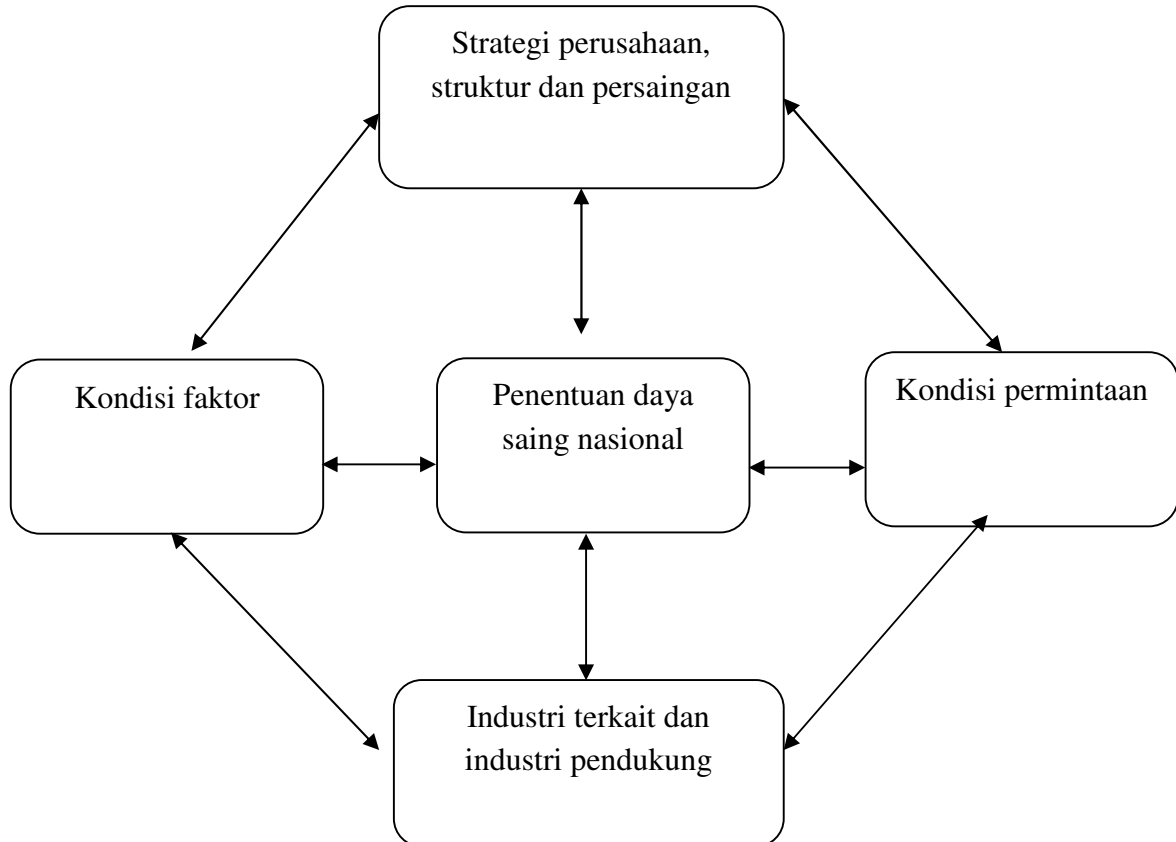 Strategi perusahaan,
struktur dan persaingan
Kondisi faktor
Penentuan daya
saing nasional
Kondisi permintaan
Industri terkait dan
industri pendukung